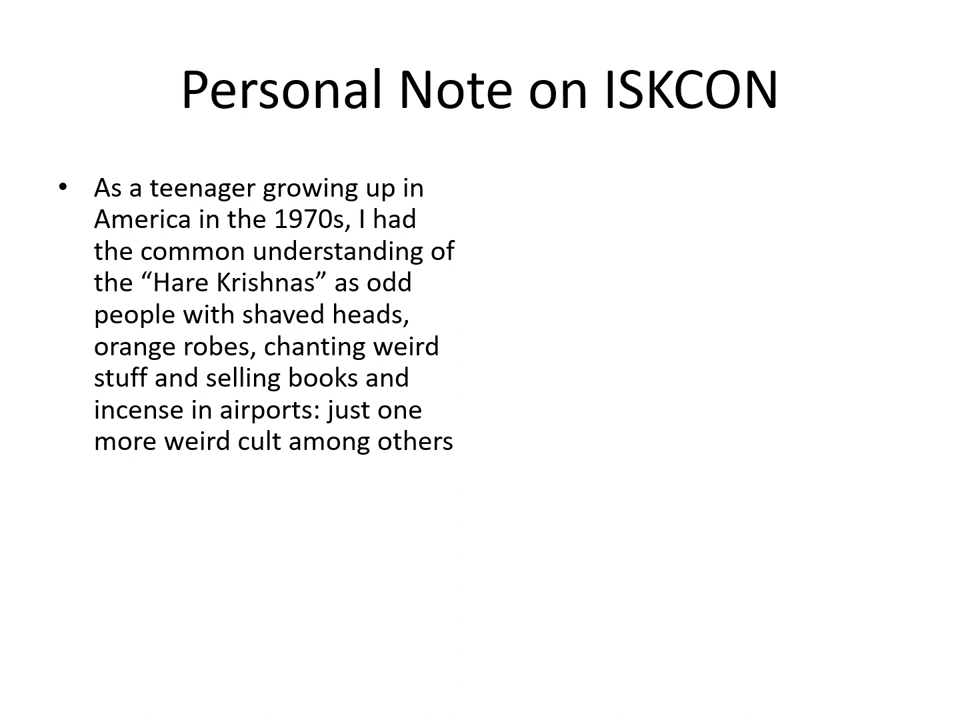 Personal Note on ISKCON
• As a teenager growing up in
America in the 1970s, I had
the common understanding of
the “Hare Krishnas” as odd
people with shaved heads,
orange robes, chanting weird
stuff and selling books and
incense in airports: just one
more weird cult among others